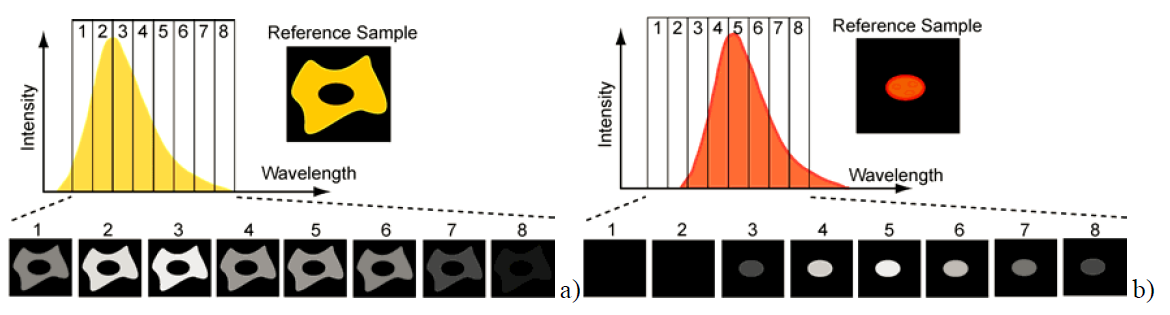 1 2 3 4 5 6 7 8
Reference Sample
Intensity
Wavelength
1 2 3 4 5 6 7 8
a)
1 2 3 4 5 6 7 8
Reference Sample
Intensity
Wavelength
1 2 3 4 5 6 7 8
b)